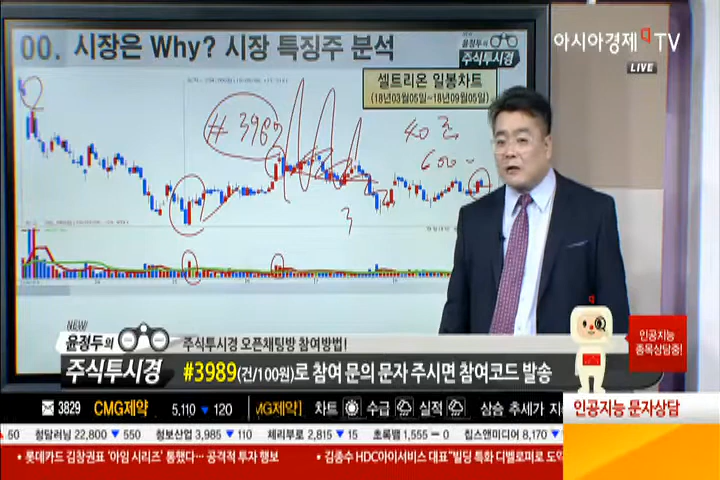 00. 시장은 Why? 시장 특징주 분석
윤정두의
주식투시경
아시아경제 TV
LIVE
셀트리온 일봉차트
(18년03월05일~18년09월05일)
#3989
40조
600
3
NEW
윤정두의
주식투시경
주식투시경 오픈채팅방 참여방법!
#3989(건/100원)로 참여 문의 문자 주시면 참여코드 발송
인공지능
종목상담중!
3829 CMG제약 5,110 ▼ 120 MG제약] 차트 수급 실적 상승 추세가
인공지능 문자상담
▲ 50 청담러닝 22,800 ▼ 550 청보산업 3,985 ▼ 110 체리부로 2,815 ▼ 15 초록뱀 1,555 – 0 칩스앤미디어 8,170 ▼
• 롯데카드 김창권표 '아임 시리즈' 통했다… 공격적 투자 행보 • 김종수 HDC아이서비스 대표"빌딩 특화 디벨로퍼로 도약